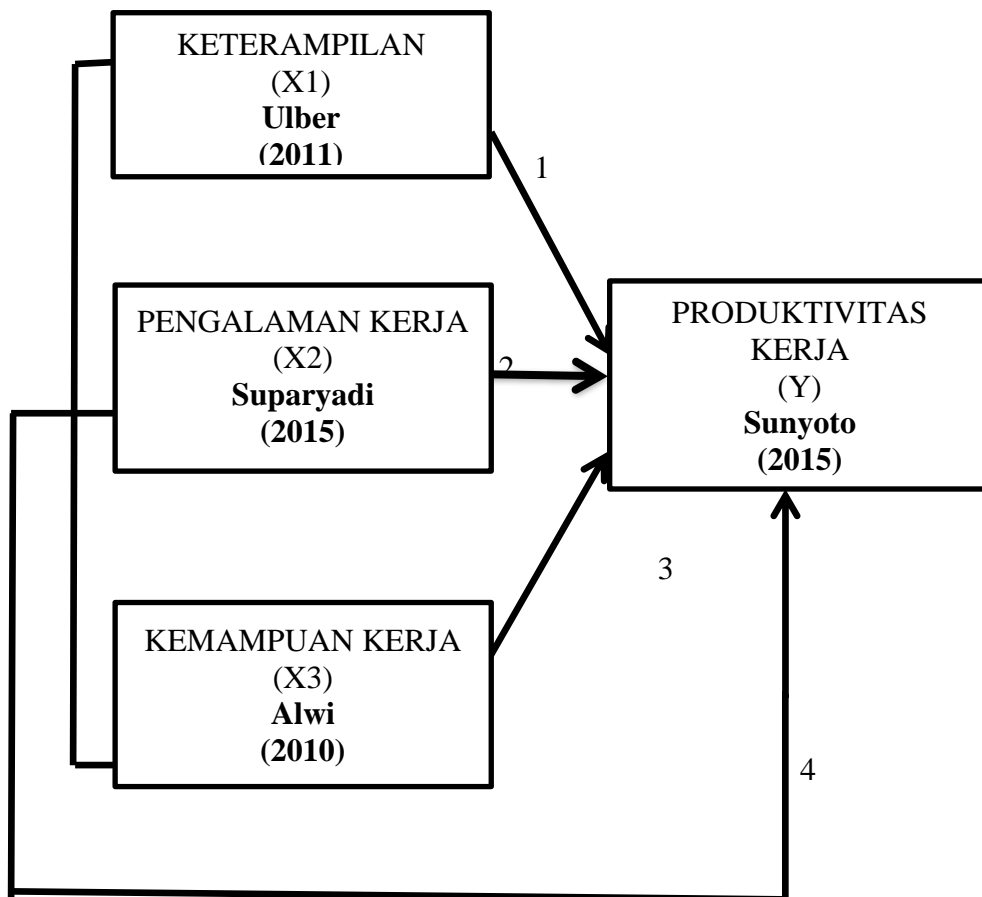 KETERAMPILAN
(X1)
Ulber
(2011)
1
PENGALAMAN KERJA
(X2)
Suparyadi
(2015)
2
PRODUKTIVITAS
KERJA
(Y)
Sunyoto
(2015)
3
KEMAMPUAN KERJA
(X3)
Alwi
(2010)
4